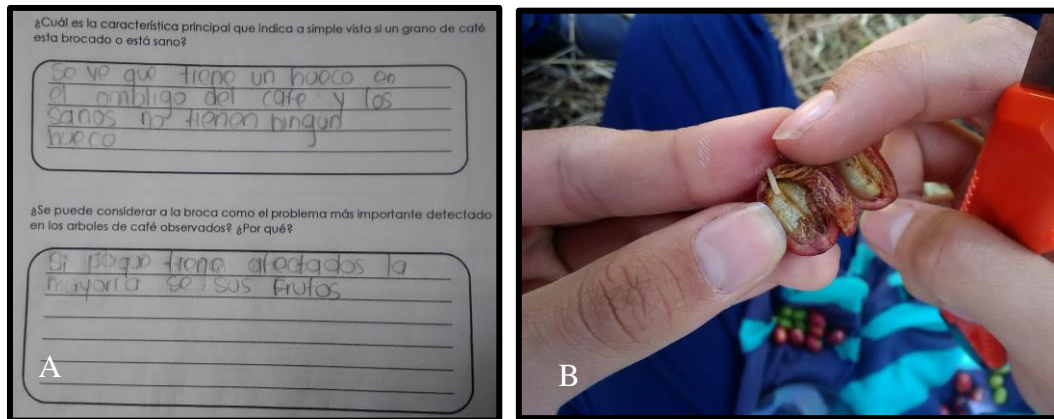 ¿Cuál es la característica principal que indica a simple vista si un grano de café
esta brocado o está sano?
Se ve que tiene un hueco en
el ombligo del cafe y los
sanos no tienen ningun
hueco
¿Se puede considerar a la broca como el problema más importante detectado
en los arboles de café observados? ¿Por qué?
Si porque tiene afectados la
mayoria se sus frutos
A
B